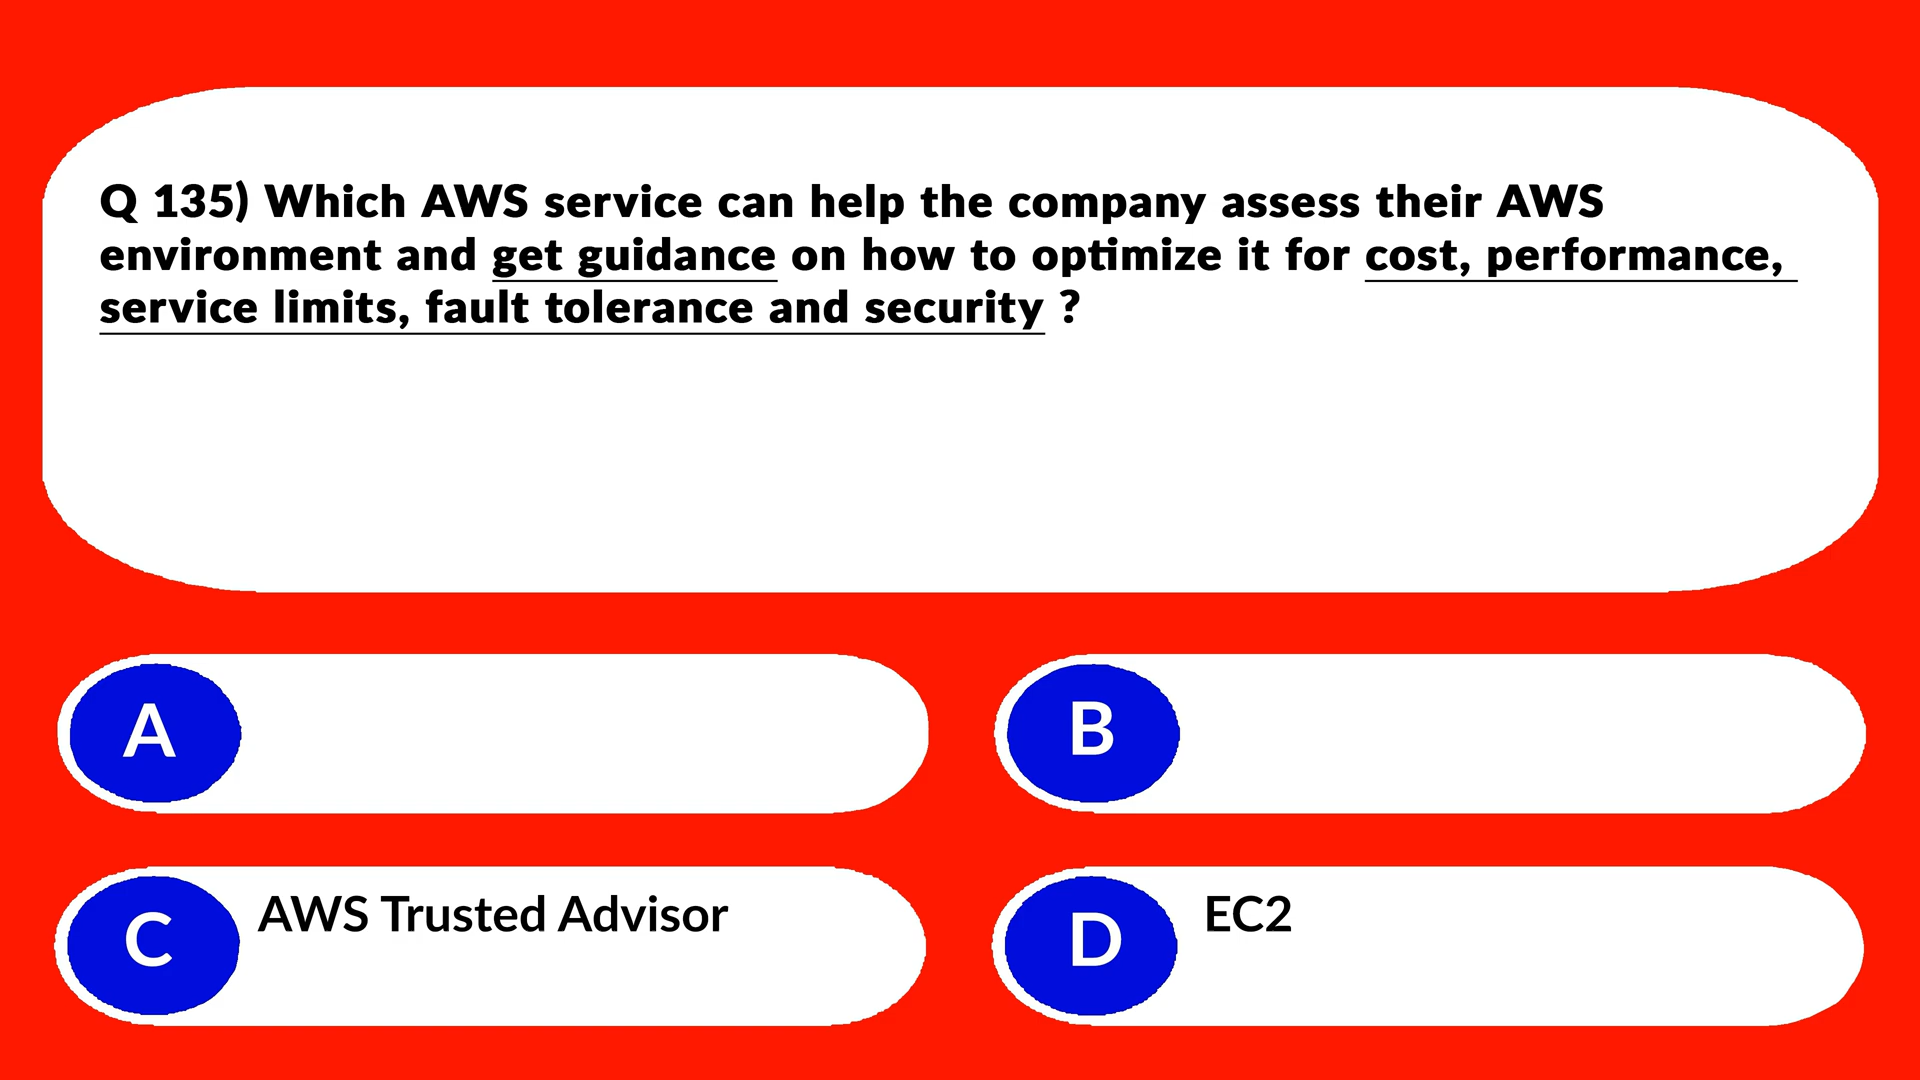 Q 135) Which AWS service can help the company assess their AWS
environment and get guidance on how to optimize it for cost, performance,
service limits, fault tolerance and security ?
A
B
C
AWS Trusted Advisor
D
EC2